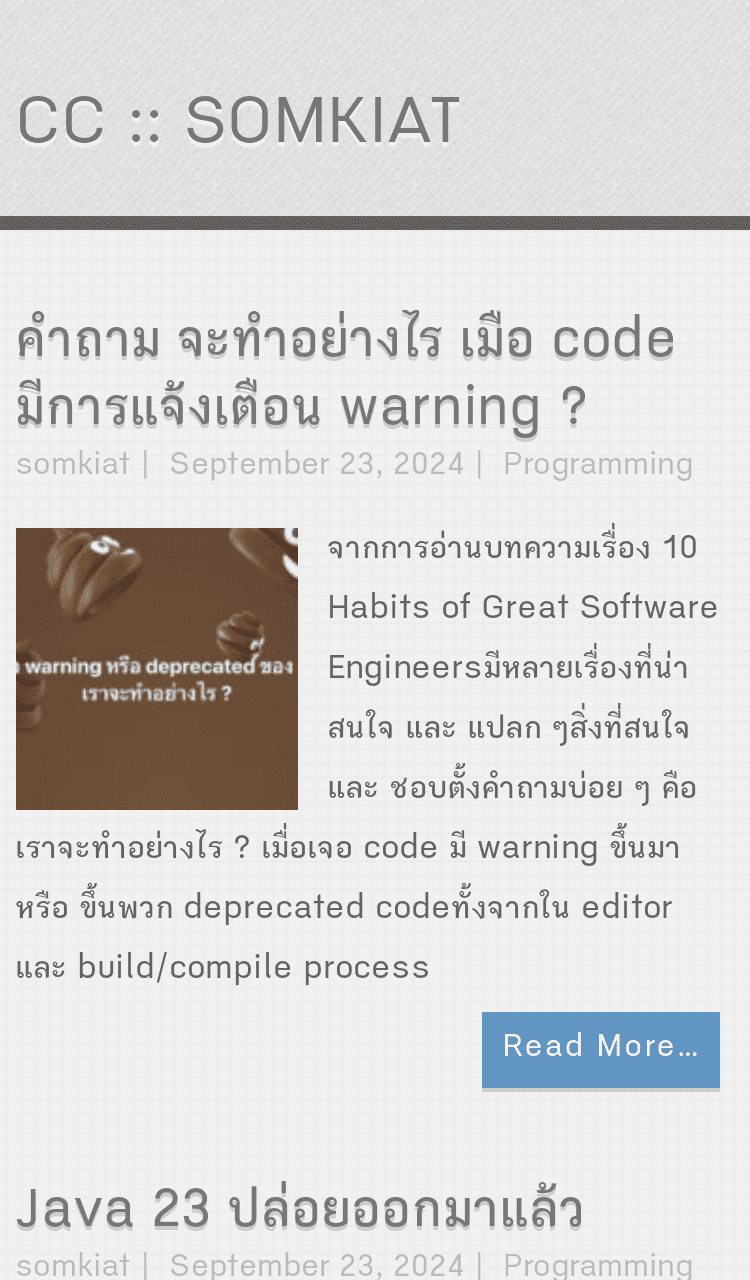 CC :: SOMKIAT
คำถาม จะทำอย่างไร เมื่อ code
มีการแจ้งเตือน warning ?
somkiat | September 23, 2024 | Programming
warning หรือ deprecated ของ
เราจะทำอย่างไร ?
จากการอ่านบทความเรื่อง 10
Habits of Great Software
Engineersมีหลายเรื่องที่น่า
สนใจ และ แปลก ๆสิ่งที่สนใจ
และ ชอบตั้งคำถามบ่อย ๆ คือ
เราจะทำอย่างไร ? เมื่อเจอ code มี warning ขึ้นมา
หรือ ขึ้นพวก deprecated codeทั้งจากใน editor
และ build/compile process
Read More…
Java 23 ปล่อยออกมาแล้ว
somkiat | September 23, 2024 | Programming